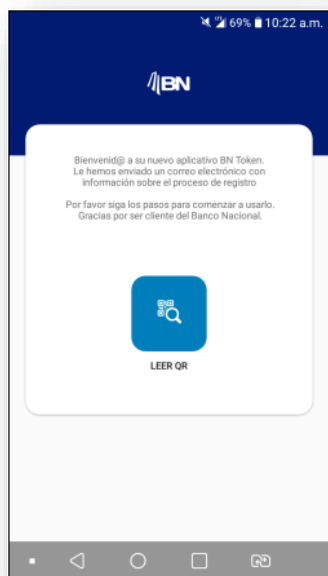 69% 10:22 a.m.
BN
Bienvenid@ a su nuevo aplicativo BN Token.
Le hemos enviado un correo electrónico con
información sobre el proceso de registro
Por favor siga los pasos para comenzar a usarlo.
Gracias por ser cliente del Banco Nacional.
LEER QR